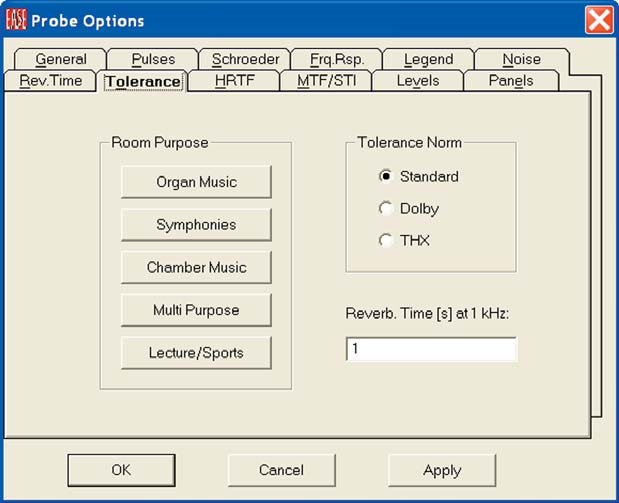 EASE Probe Options
General Pulses Schroeder Frq.Rsp. Legend Noise
Rev.Time Tolerance HRTF MTF/STI Levels Panels
Room Purpose
Organ Music
Symphonies
Chamber Music
Multi Purpose
Lecture/Sports
Tolerance Norm
Standard
Dolby
THX
Reverb. Time [s] at 1 kHz:
1
OK Cancel Apply